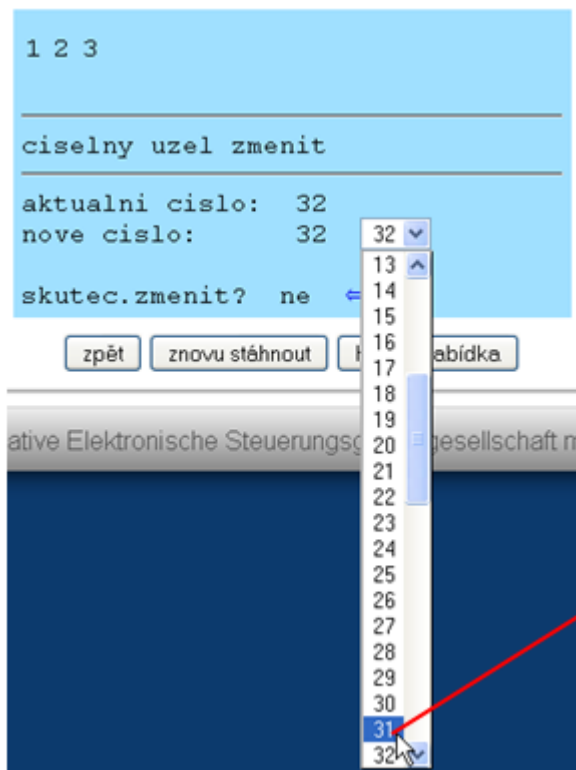 1 2 3
ciselny uzel zmenit
aktualni cislo: 32
nove cislo: 32 32
skutec.zmenit? ne ⇐
13
14
15
16
17
18
19
20
21
22
23
24
25
26
27
28
29
30
31
32
zpět znovu stáhnout abídka
ative Elektronische Steuerungsg gesellschaft m